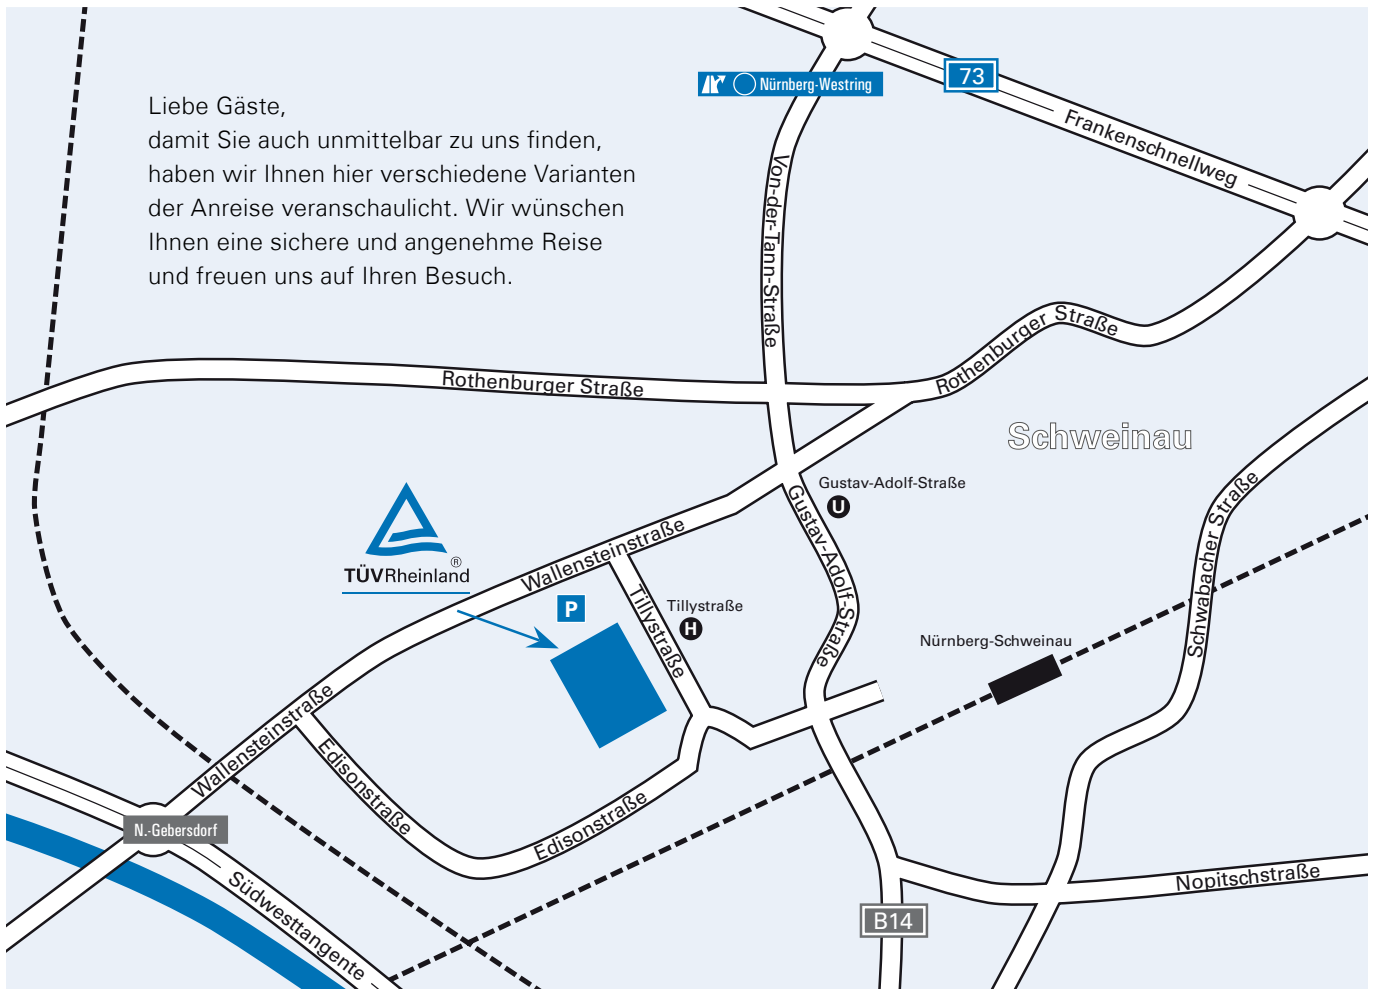 73
Nürnberg-Westring
Liebe Gäste,
damit Sie auch unmittelbar zu uns finden,
haben wir Ihnen hier verschiedene Varianten
der Anreise veranschaulicht. Wir wünschen
Ihnen eine sichere und angenehme Reise
und freuen uns auf Ihren Besuch.
Frankenschnellweg
Von-der-Tann-Straße
Rothenburger Straße
Rothenburger Straße
Schweinau
Gustav-Adolf-Straße
U
Gustav-Adolf-Straße
Schwabacher Straße
Wallensteinstraße
®
TÜVRheinland
P
Tillystraße
H
Tillystraße
Nürnberg-Schweinau
Wallensteinstraße
Edisonstraße
Edisonstraße
N.-Gebersdorf
Südwesttangente
Nopitschstraße
B14